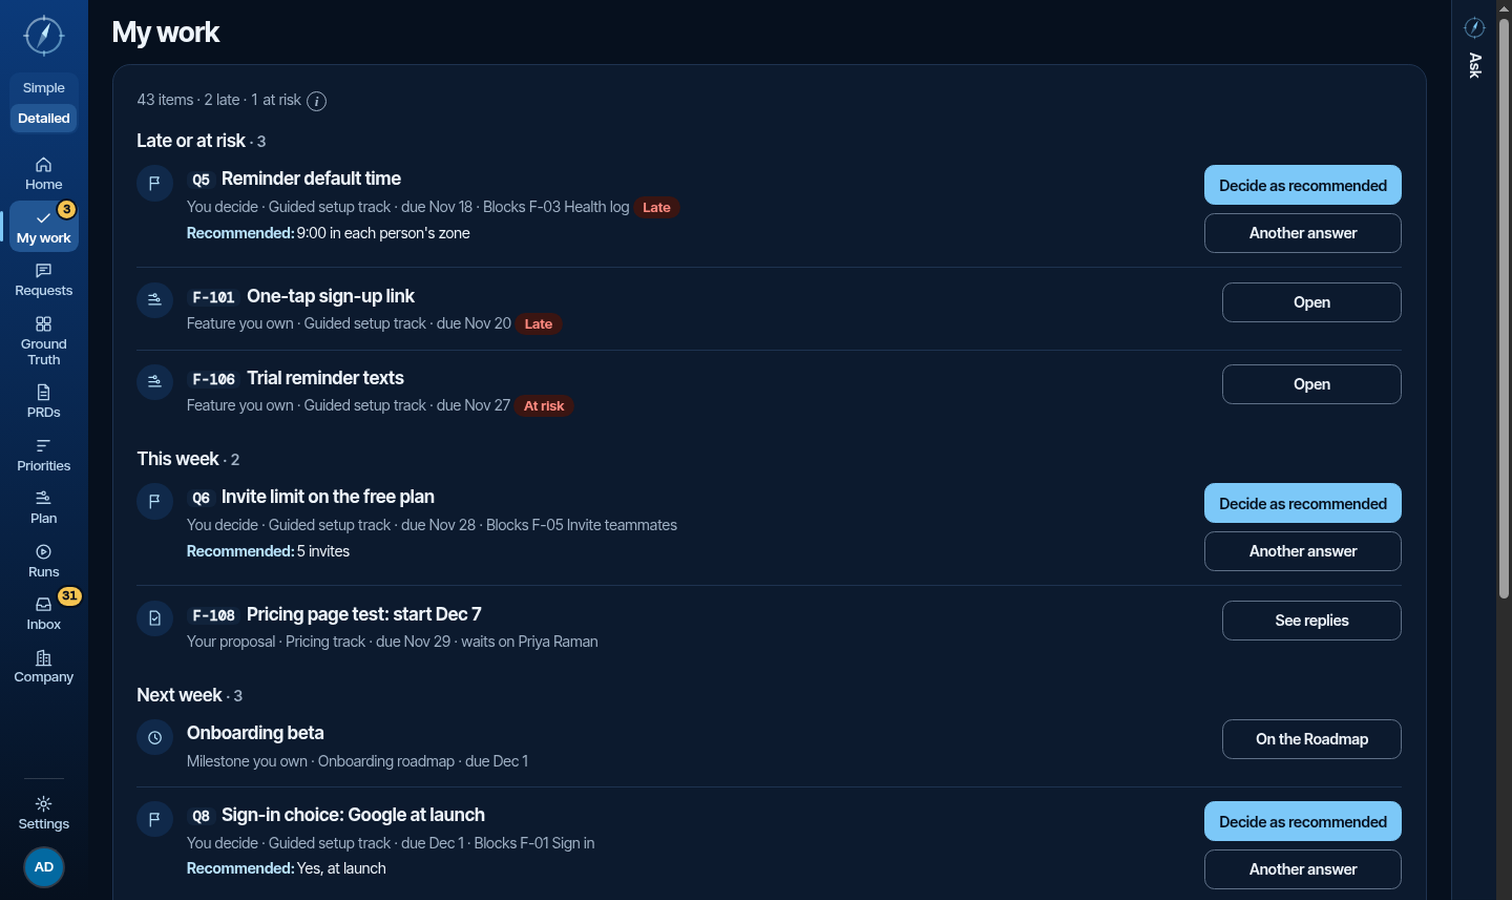 My work
Simple
Detailed
Home
3
My work
Requests
Ground
Truth
PRDs
Priorities
Plan
Runs
31
Inbox
Company
Settings
AD
43 items · 2 late · 1 at risk i
Late or at risk · 3
Q5 Reminder default time
You decide · Guided setup track · due Nov 18 · Blocks F-03 Health log Late
Recommended: 9:00 in each person's zone
Decide as recommended
Another answer
F-101 One-tap sign-up link
Feature you own · Guided setup track · due Nov 20 Late
Open
F-106 Trial reminder texts
Feature you own · Guided setup track · due Nov 27 At risk
Open
This week · 2
Q6 Invite limit on the free plan
You decide · Guided setup track · due Nov 28 · Blocks F-05 Invite teammates
Recommended: 5 invites
Decide as recommended
Another answer
F-108 Pricing page test: start Dec 7
Your proposal · Pricing track · due Nov 29 · waits on Priya Raman
See replies
Next week · 3
Onboarding beta
Milestone you own · Onboarding roadmap · due Dec 1
On the Roadmap
Q8 Sign-in choice: Google at launch
You decide · Guided setup track · due Dec 1 · Blocks F-01 Sign in
Recommended: Yes, at launch
Decide as recommended
Another answer
Ask